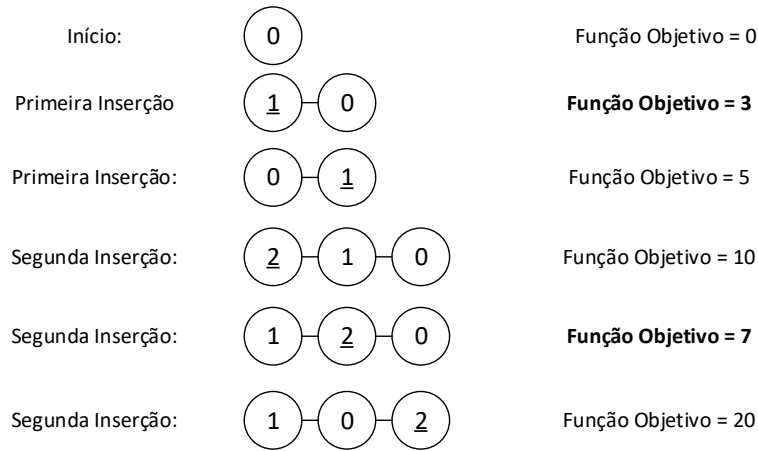 Início: 0 Função Objetivo = 0
Primeira Inserção 1 0 Função Objetivo = 3
Primeira Inserção: 0 1 Função Objetivo = 5
Segunda Inserção: 2 1 0 Função Objetivo = 10
Segunda Inserção: 1 2 0 Função Objetivo = 7
Segunda Inserção: 1 0 2 Função Objetivo = 20